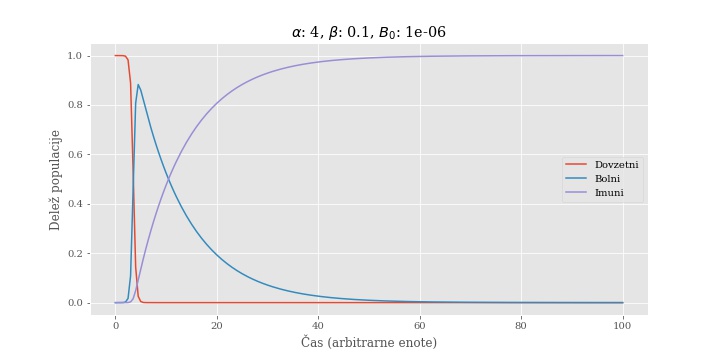 α: 4, β: 0.1, B₀: 1e-06
Delež populacije
1.0
0.8
0.6
0.4
0.2
0.0
Dovzetni
Bolni
Imuni
0 20 40 60 80 100
Čas (arbitrarne enote)